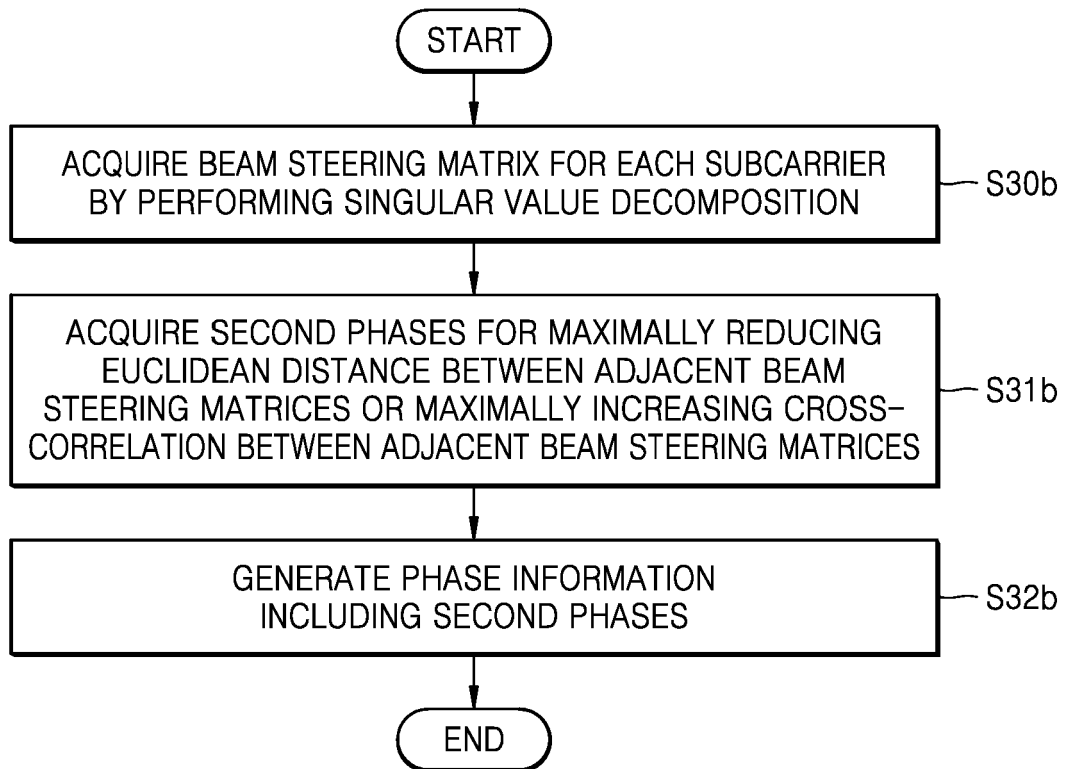 START
ACQUIRE BEAM STEERING MATRIX FOR EACH SUBCARRIER
BY PERFORMING SINGULAR VALUE DECOMPOSITION
S30b
ACQUIRE SECOND PHASES FOR MAXIMALLY REDUCING
EUCLIDEAN DISTANCE BETWEEN ADJACENT BEAM
STEERING MATRICES OR MAXIMALLY INCREASING CROSS-
CORRELATION BETWEEN ADJACENT BEAM STEERING MATRICES
S31b
GENERATE PHASE INFORMATION
INCLUDING SECOND PHASES
S32b
END